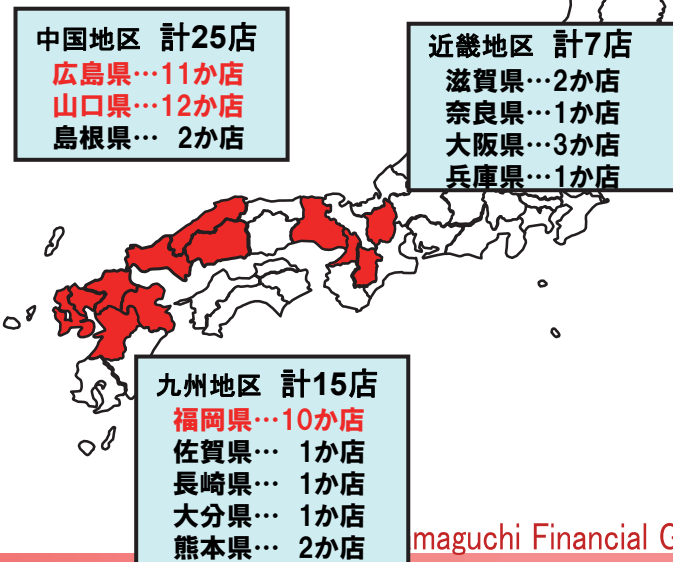 中国地区 計25店
広島県…11か店
山口県…12か店
島根県… 2か店
近畿地区 計7店
滋賀県…2か店
奈良県…1か店
大阪県…3か店
兵庫県…1か店
九州地区 計15店
福岡県…10か店
佐賀県… 1か店
長崎県… 1か店
大分県… 1か店
熊本県… 2か店
maguchi Financial G